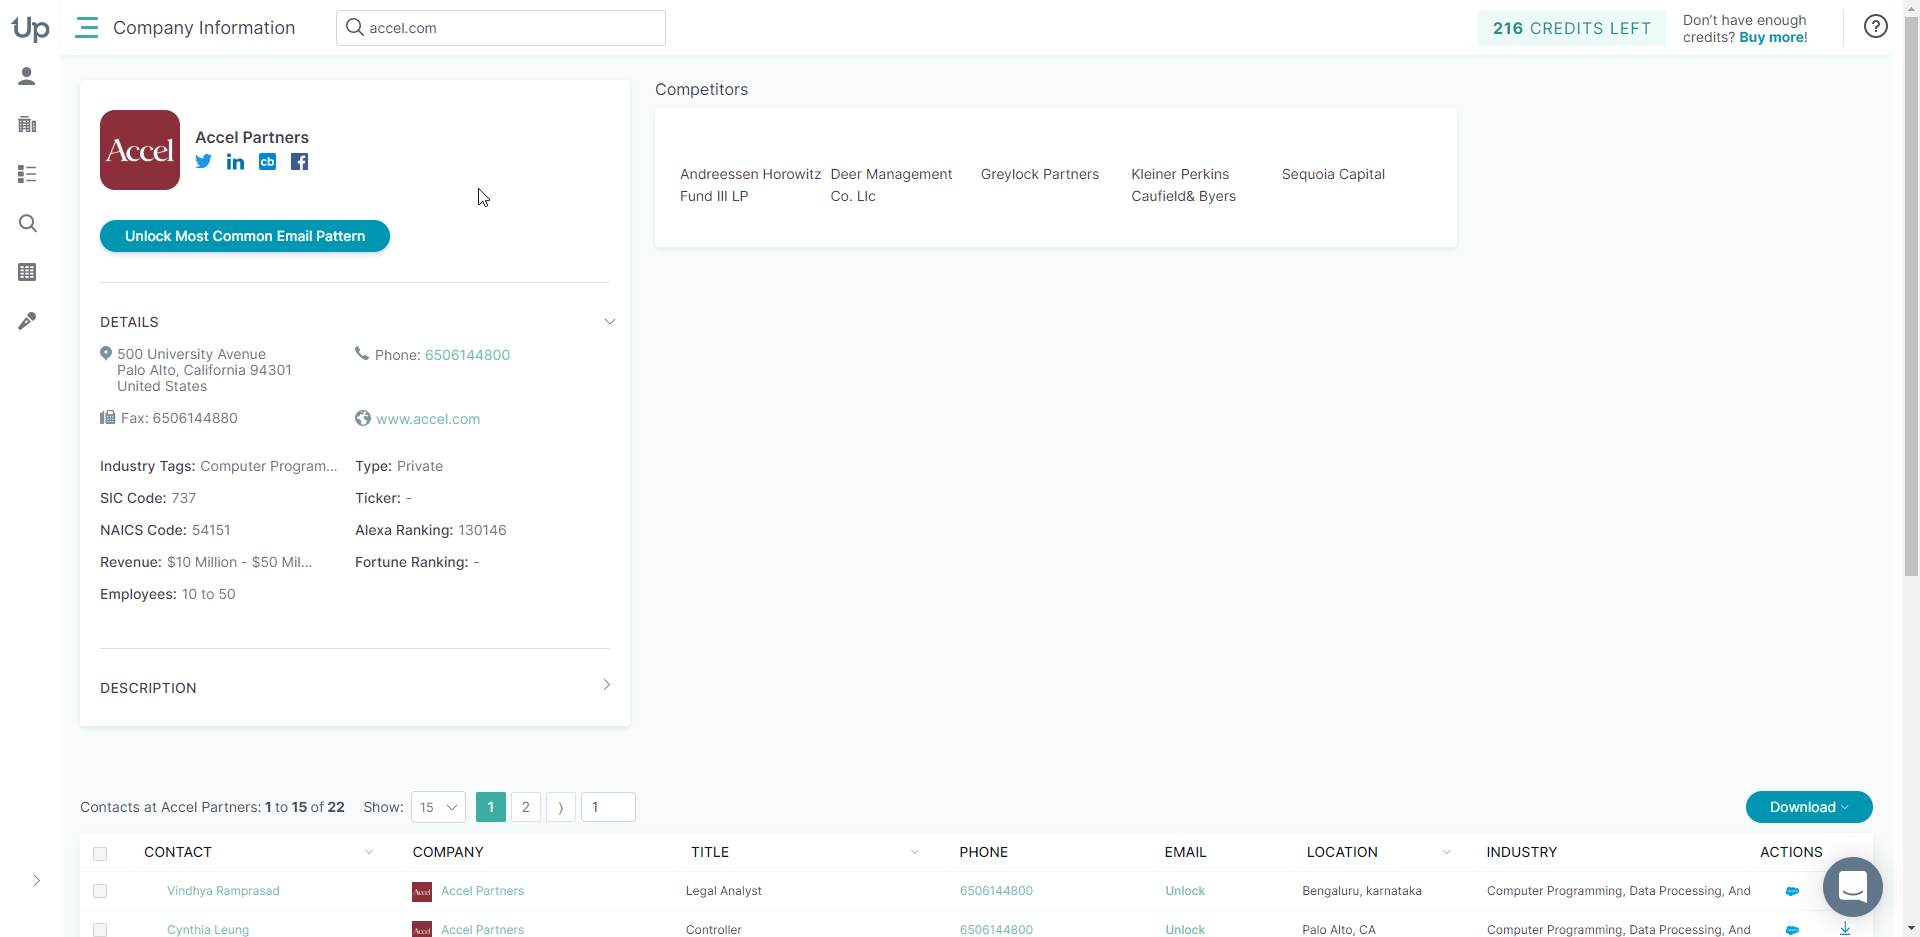 Up
Company Information
accel.com
216 CREDITS LEFT
Don't have enough
credits? Buy more!
?
Accel
Accel Partners
in
cb
Unlock Most Common Email Pattern
DETAILS
500 University Avenue
Palo Alto, California 94301
United States
Phone: 6506144800
Fax: 6506144880
www.accel.com
Industry Tags: Computer Program...
Type: Private
SIC Code: 737
Ticker: -
NAICS Code: 54151
Alexa Ranking: 130146
Revenue: $10 Million - $50 Mil...
Fortune Ranking: -
Employees: 10 to 50
DESCRIPTION
Competitors
Andreessen Horowitz
Fund III LP
Deer Management
Co. Llc
Greylock Partners
Kleiner Perkins
Caufield& Byers
Sequoia Capital
Contacts at Accel Partners: 1 to 15 of 22
Show: 15
1
2
1
Download
CONTACT COMPANY TITLE PHONE EMAIL LOCATION INDUSTRY ACTIONS
Vindhya Ramprasad Accel Accel Partners Legal Analyst 6506144800 Unlock Bengaluru, karnataka Computer Programming, Data Processing, And
Cynthia Leung Accel Accel Partners Controller 6506144800 Unlock Palo Alto, CA Computer Programming, Data Processing, And